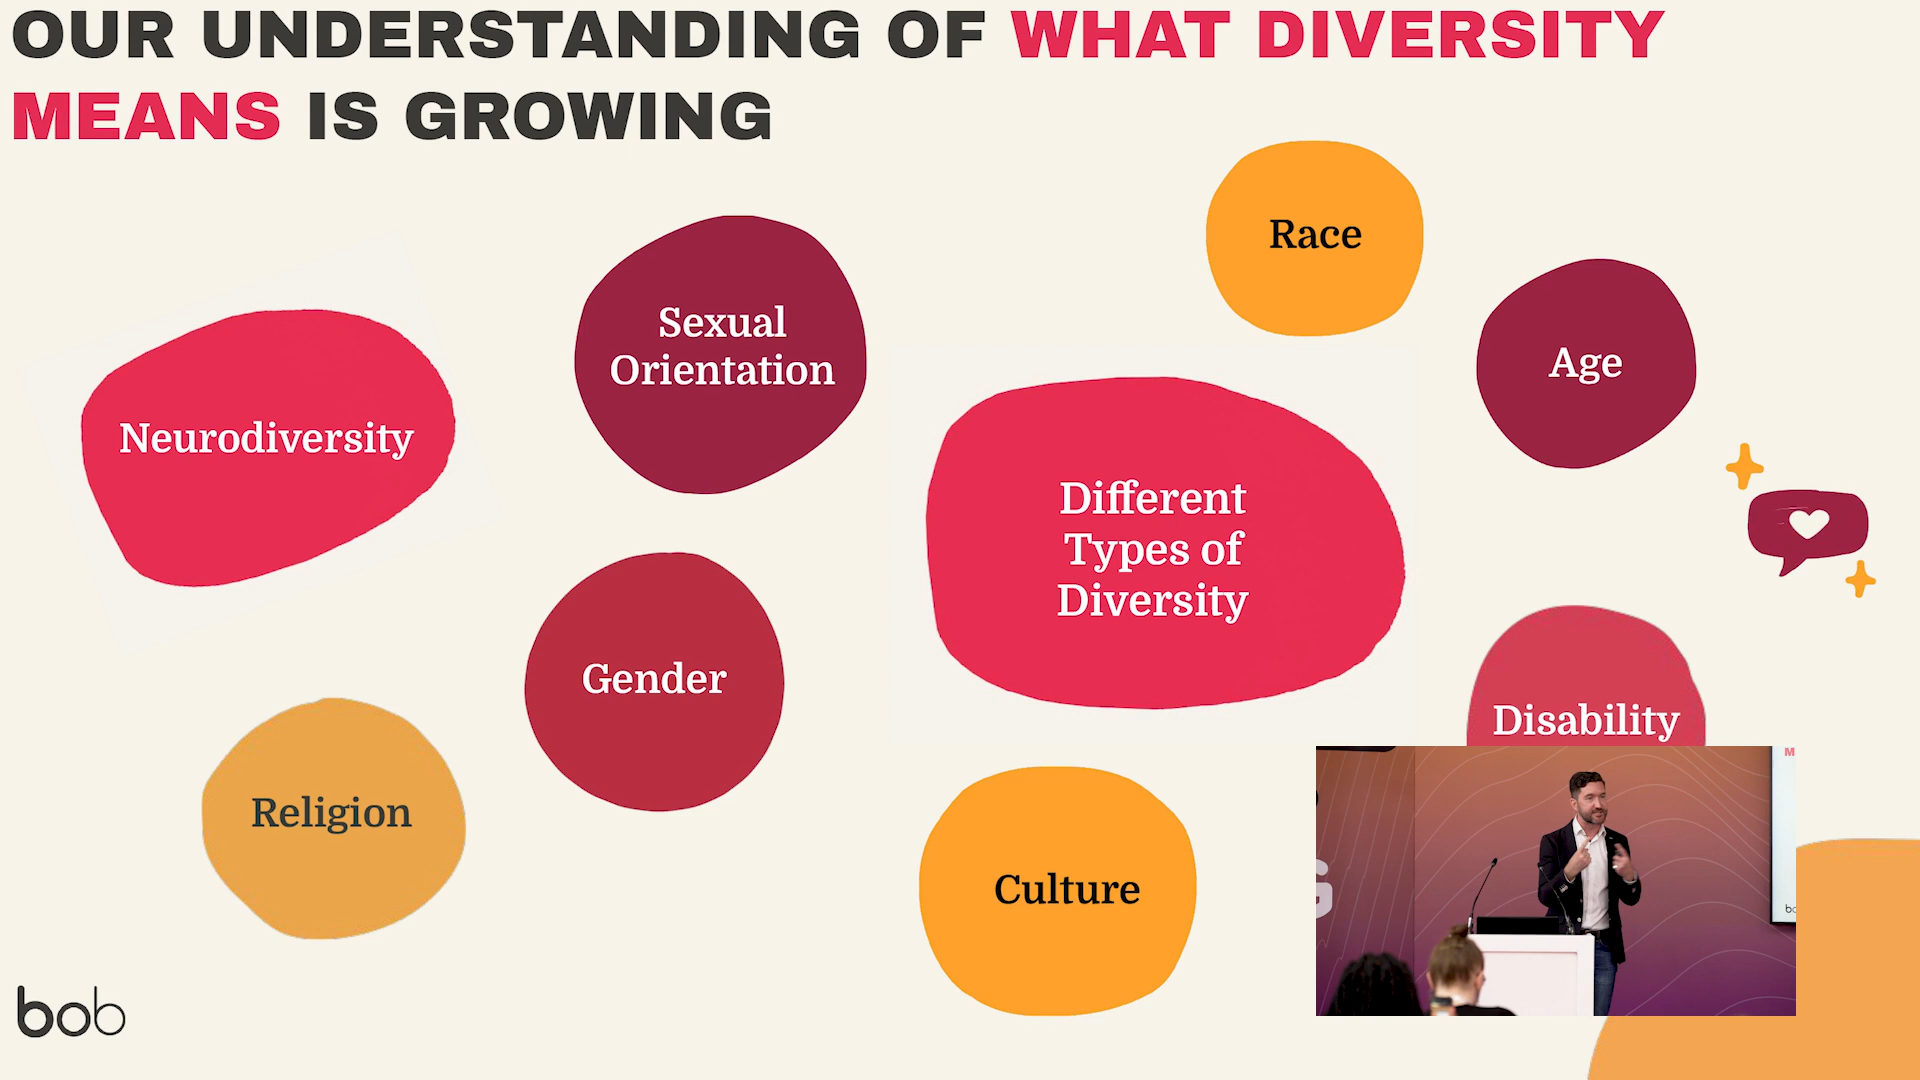 OUR UNDERSTANDING OF WHAT DIVERSITY
MEANS IS GROWING
Race
Sexual
Orientation
Age
Neurodiversity
Different
Types of
Diversity
Gender
Disability
Religion
Culture
bob
M
G